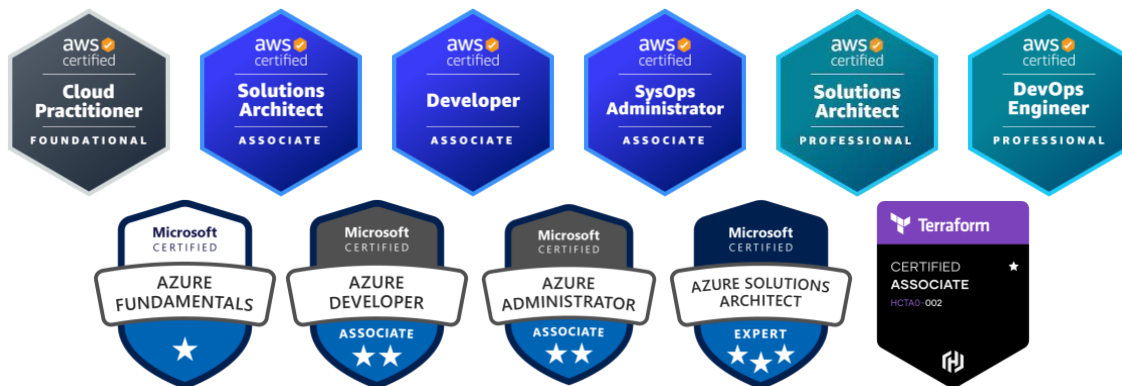 aws
certified
Cloud
Practitioner
FOUNDATIONAL
aws
certified
Solutions
Architect
ASSOCIATE
aws
certified
Developer
ASSOCIATE
aws
certified
SysOps
Administrator
ASSOCIATE
aws
certified
Solutions
Architect
PROFESSIONAL
aws
certified
DevOps
Engineer
PROFESSIONAL
Microsoft
CERTIFIED
AZURE
FUNDAMENTALS
Microsoft
CERTIFIED
AZURE
DEVELOPER
ASSOCIATE
Microsoft
CERTIFIED
AZURE
ADMINISTRATOR
ASSOCIATE
Microsoft
CERTIFIED
AZURE SOLUTIONS
ARCHITECT
EXPERT
Terraform
CERTIFIED
ASSOCIATE
HCTA0-002